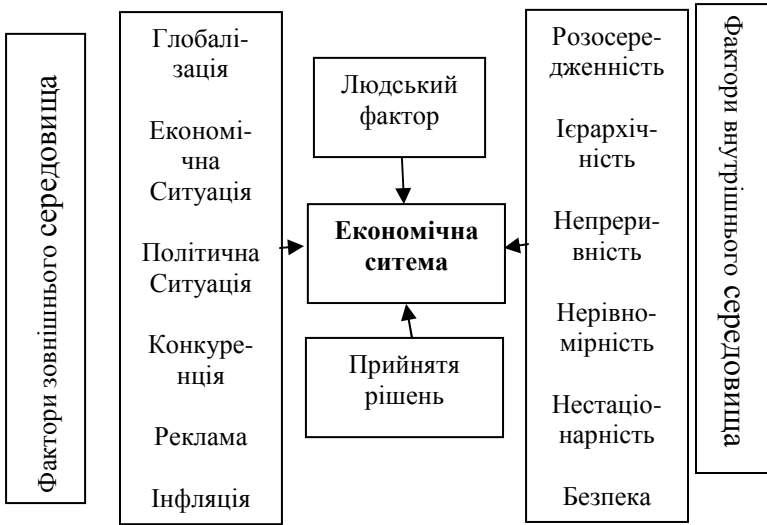 Фактори зовнішнього середовища
Глобалі-
зація
Економі-
чна
Ситуація
Політична
Ситуація
Конкуре-
нція
Реклама
Інфляція
Людський
фактор
Економічна
ситема
Прийнятя
рішень
Розосере-
дженність
Ієрархіч-
ність
Непрери-
вність
Нерівно-
мірність
Нестаціо-
нарність
Безпека
Фактори внутрішнього середовища